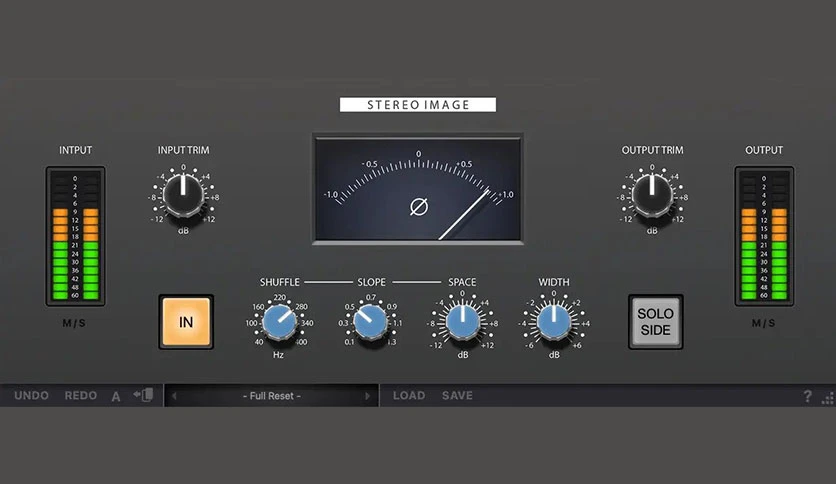 STEREO IMAGE
INTPUT
INPUT TRIM
OUTPUT TRIM
OUTPUT
0
2
4
6
9
12
15
18
21
24
30
36
42
48
60
M/S
0
-4 +4
-8 +8
-12 +12
dB
-1.0 -0.5 0 +0.5 +1.0
Ø
0
-4 +4
-8 +8
-12 +12
dB
0
2
4
6
9
12
15
18
21
24
30
36
42
48
60
M/S
IN
SHUFFLE
220
160 280
100 340
40 400
Hz
SLOPE
0.7
0.5 0.9
0.3 1.1
0.1 1.3
SPACE
0
-4 +4
-8 +8
-12 +12
dB
WIDTH
0
-2 +2
-4 +4
-6 +6
dB
SOLO
SIDE
UNDO REDO A - Full Reset - LOAD SAVE ?